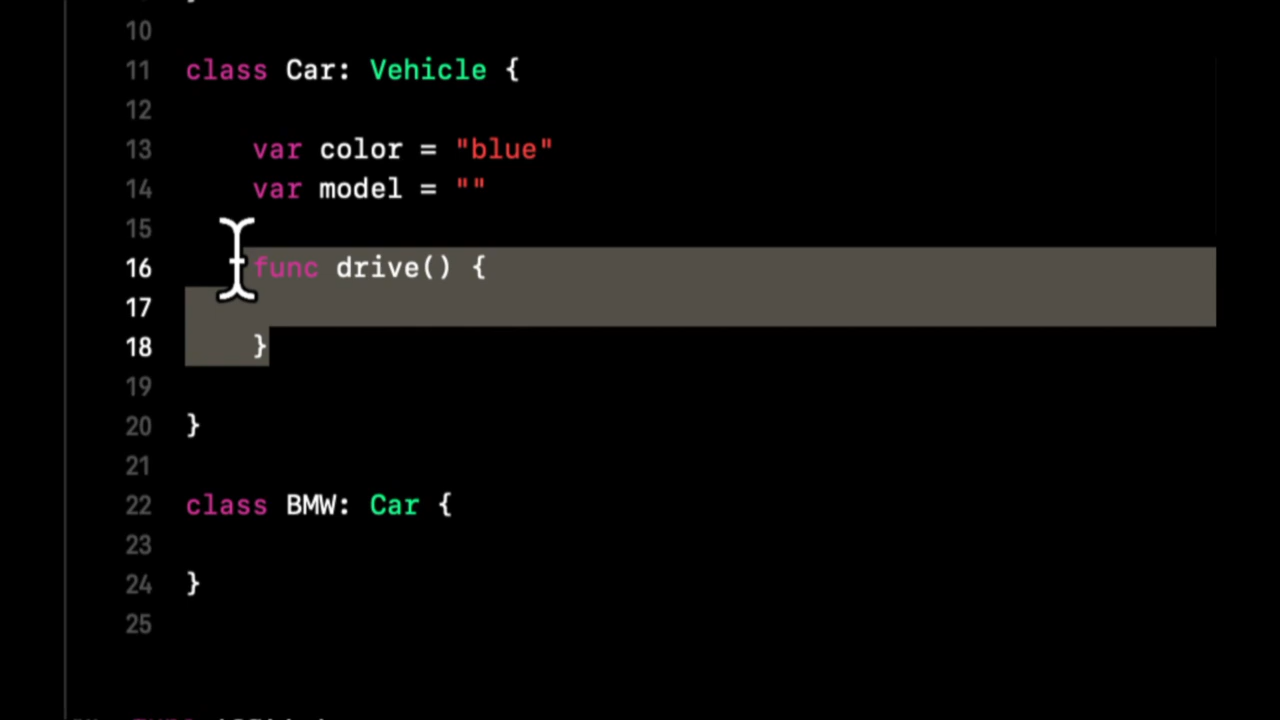 10
11 class Car: Vehicle {
12
13 var color = "blue"
14 var model = ""
15
16 func drive() {
17
18 }
19
20 }
21
22 class BMW: Car {
23
24 }
25